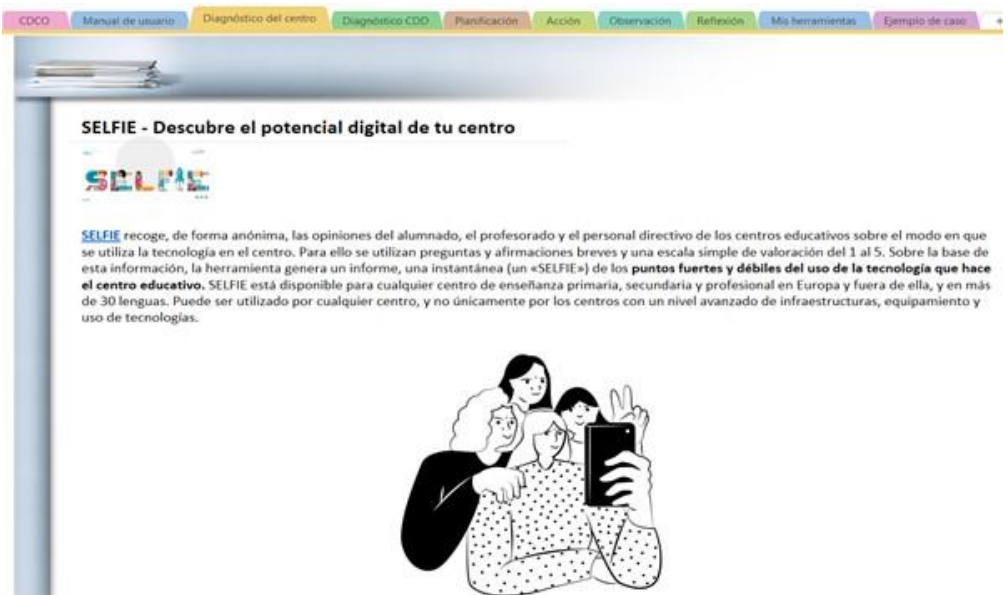 CDCO Manual de usuario Diagnóstico del centro Diagnóstico CDD Planificación Acción Observación Reflexión Mis herramientas Ejemplo de caso +
SELFIE - Descubre el potencial digital de tu centro
SELFIE
SELFIE recoge, de forma anónima, las opiniones del alumnado, el profesorado y el personal directivo de los centros educativos sobre el modo en que
se utiliza la tecnología en el centro. Para ello se utilizan preguntas y afirmaciones breves y una escala simple de valoración del 1 al 5. Sobre la base de
esta información, la herramienta genera un informe, una instantánea (un «SELFIE») de los puntos fuertes y débiles del uso de la tecnología que hace
el centro educativo. SELFIE está disponible para cualquier centro de enseñanza primaria, secundaria y profesional en Europa y fuera de ella, y en más
de 30 lenguas. Puede ser utilizado por cualquier centro, y no únicamente por los centros con un nivel avanzado de infraestructuras, equipamiento y
uso de tecnologías.